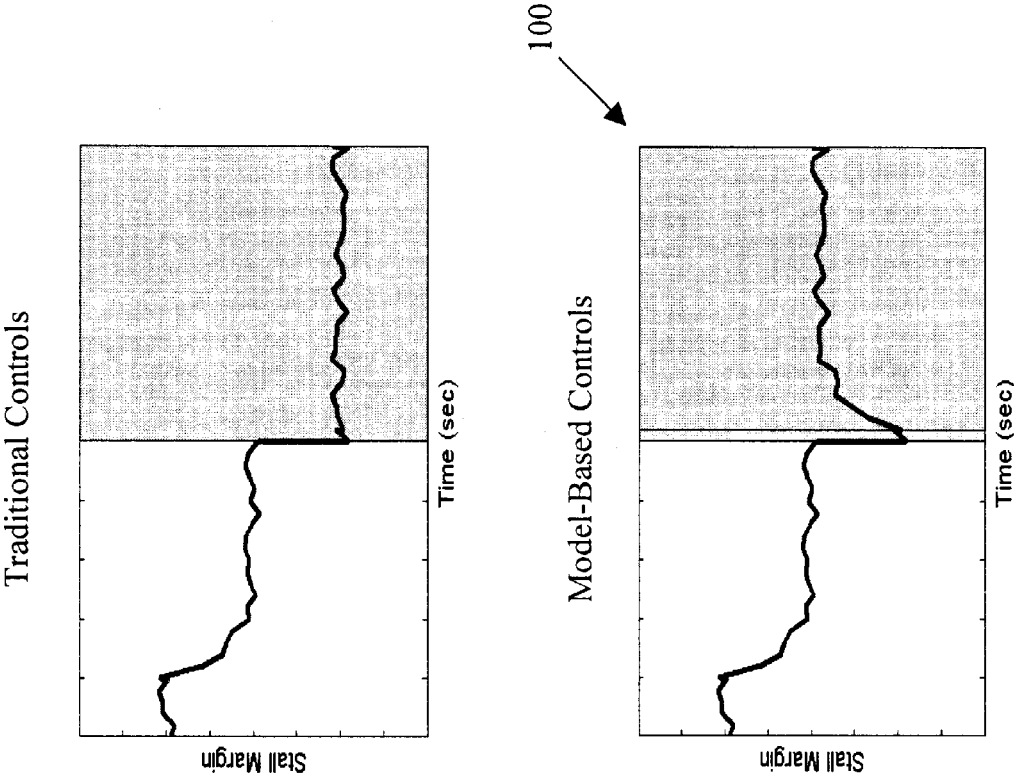 Traditional Controls
Stall Margin
Time (sec)
100
Model-Based Controls
Stall Margin
Time (sec)